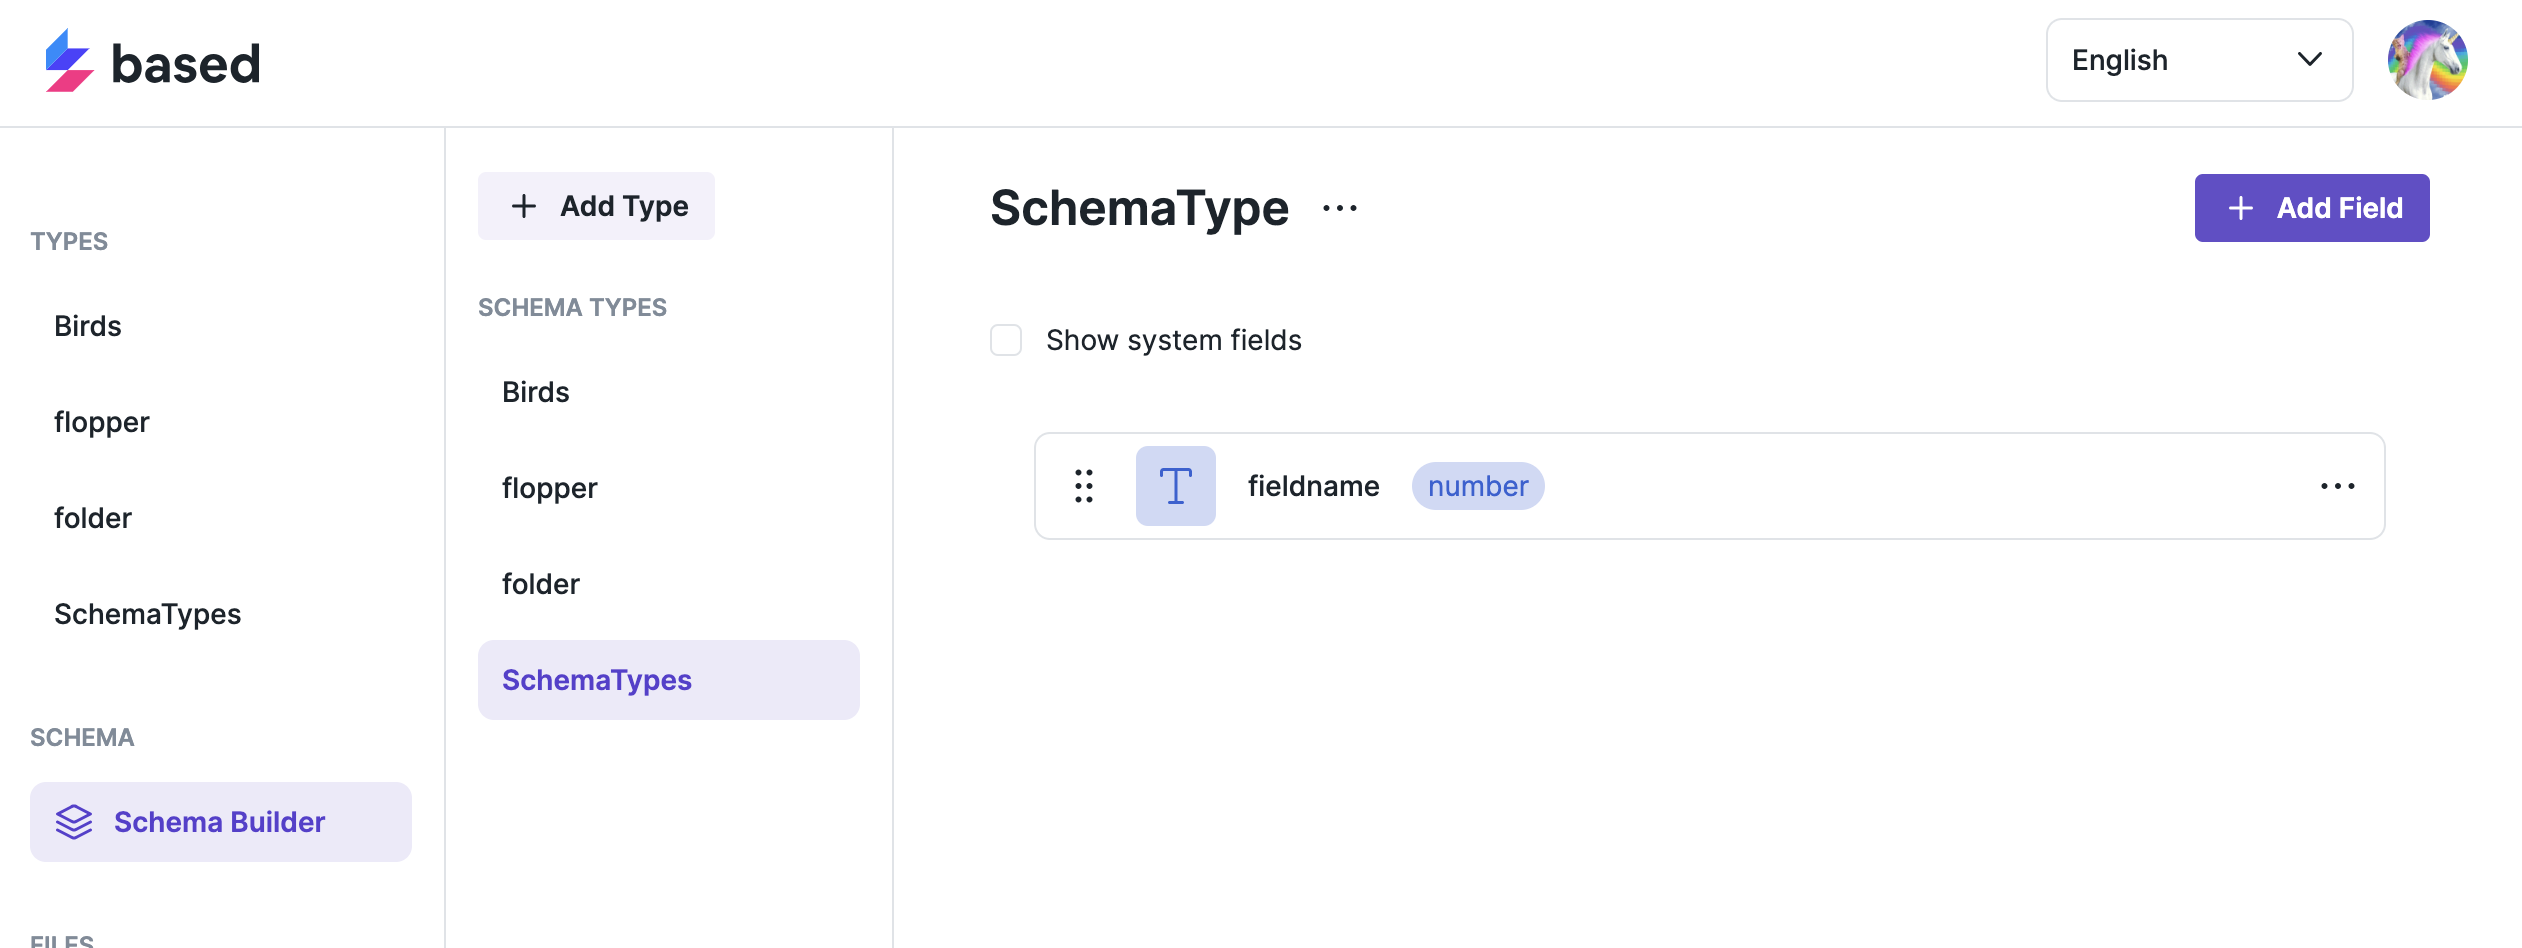 based
English
TYPES
Birds
flopper
folder
SchemaTypes
SCHEMA
Schema Builder
FILES
Add Type
SCHEMA TYPES
Birds
flopper
folder
SchemaTypes
SchemaType
Add Field
Show system fields
fieldname number